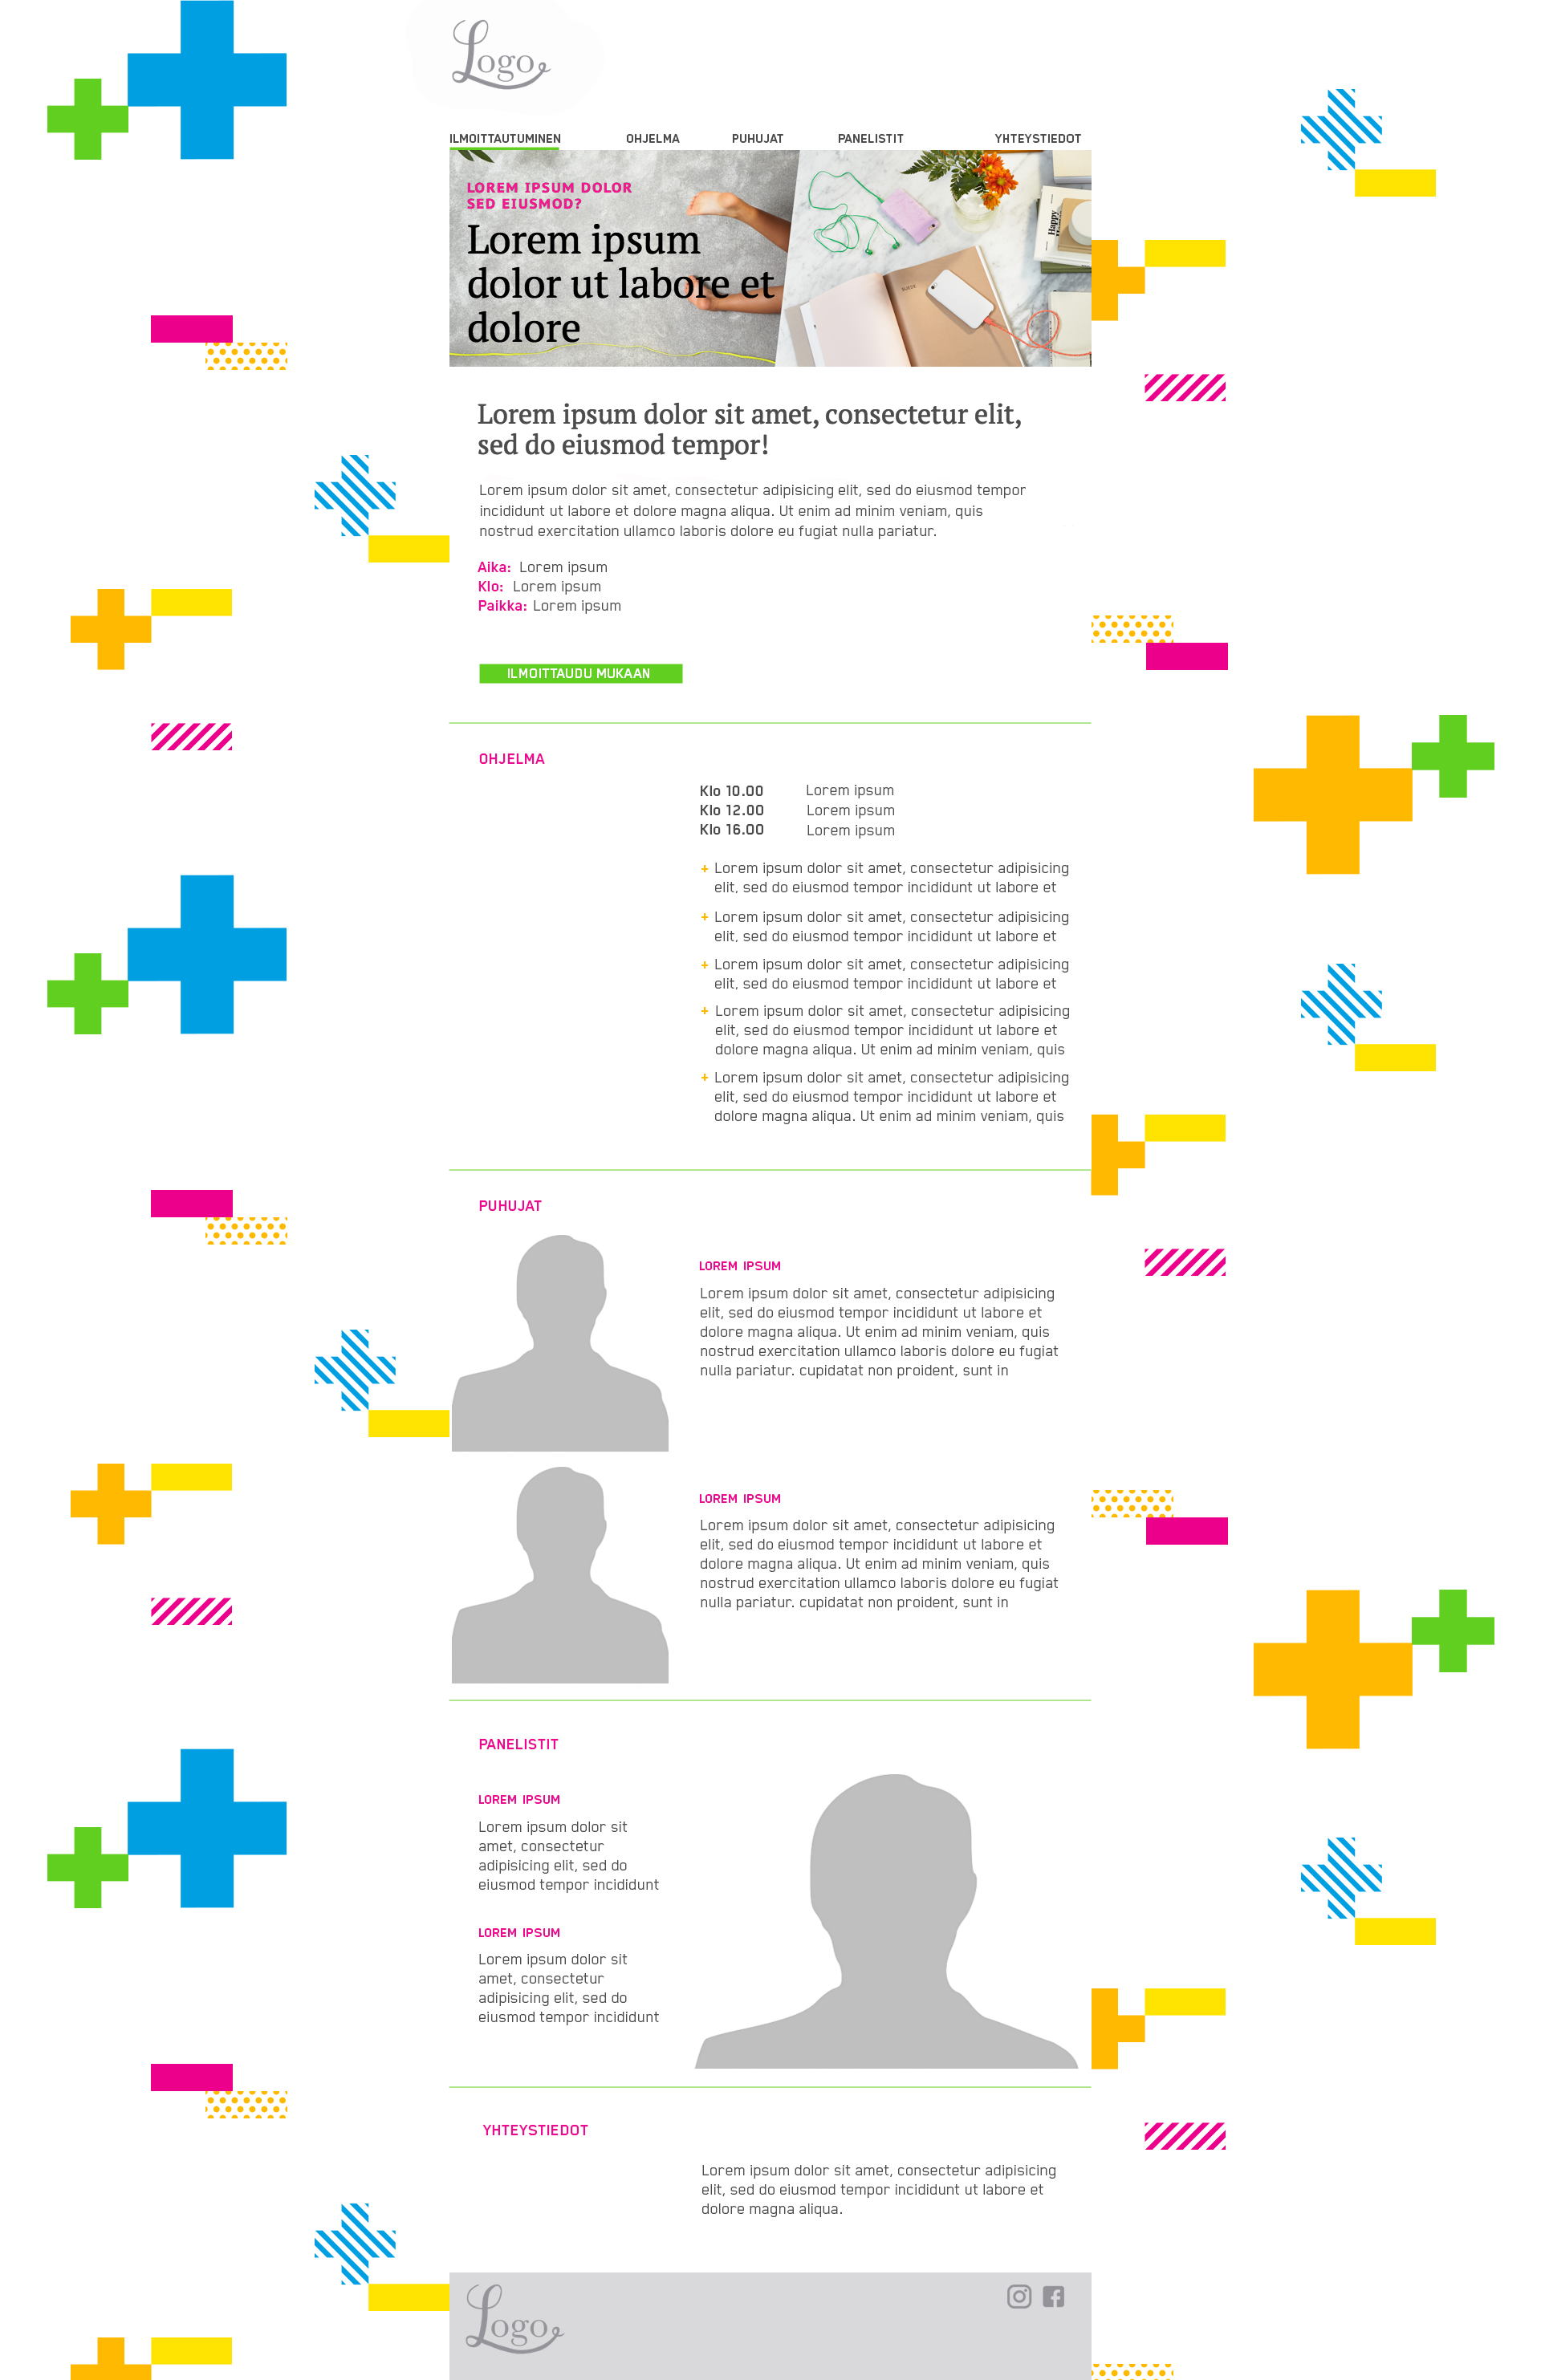 Logo
ILMOITTAUTUMINEN OHJELMA PUHUJAT PANELISTIT YHTEYSTIEDOT
LOREM IPSUM DOLOR
SED EIUSMOD?
Lorem ipsum
dolor ut labore et
dolore
Happy
Lorem ipsum dolor sit amet, consectetur elit,
sed do eiusmod tempor!
Lorem ipsum dolor sit amet, consectetur adipisicing elit, sed do eiusmod tempor
incididunt ut labore et dolore magna aliqua. Ut enim ad minim veniam, quis
nostrud exercitation ullamco laboris dolore eu fugiat nulla pariatur.
Aika: Lorem ipsum
Klo: Lorem ipsum
Paikka: Lorem ipsum
ILMOITTAUDU MUKAAN
OHJELMA
Klo 10.00 Lorem ipsum
Klo 12.00 Lorem ipsum
Klo 16.00 Lorem ipsum
+ Lorem ipsum dolor sit amet, consectetur adipisicing
elit, sed do eiusmod tempor incididunt ut labore et
+ Lorem ipsum dolor sit amet, consectetur adipisicing
elit, sed do eiusmod tempor incididunt ut labore et
+ Lorem ipsum dolor sit amet, consectetur adipisicing
elit, sed do eiusmod tempor incididunt ut labore et
+ Lorem ipsum dolor sit amet, consectetur adipisicing
elit, sed do eiusmod tempor incididunt ut labore et
dolore magna aliqua. Ut enim ad minim veniam, quis
+ Lorem ipsum dolor sit amet, consectetur adipisicing
elit, sed do eiusmod tempor incididunt ut labore et
dolore magna aliqua. Ut enim ad minim veniam, quis
PUHUJAT
LOREM IPSUM
Lorem ipsum dolor sit amet, consectetur adipisicing
elit, sed do eiusmod tempor incididunt ut labore et
dolore magna aliqua. Ut enim ad minim veniam, quis
nostrud exercitation ullamco laboris dolore eu fugiat
nulla pariatur. cupidatat non proident, sunt in
LOREM IPSUM
Lorem ipsum dolor sit amet, consectetur adipisicing
elit, sed do eiusmod tempor incididunt ut labore et
dolore magna aliqua. Ut enim ad minim veniam, quis
nostrud exercitation ullamco laboris dolore eu fugiat
nulla pariatur. cupidatat non proident, sunt in
PANELISTIT
LOREM IPSUM
Lorem ipsum dolor sit
amet, consectetur
adipisicing elit, sed do
eiusmod tempor incididunt
LOREM IPSUM
Lorem ipsum dolor sit
amet, consectetur
adipisicing elit, sed do
eiusmod tempor incididunt
YHTEYSTIEDOT
Lorem ipsum dolor sit amet, consectetur adipisicing
elit, sed do eiusmod tempor incididunt ut labore et
dolore magna aliqua.
Logo